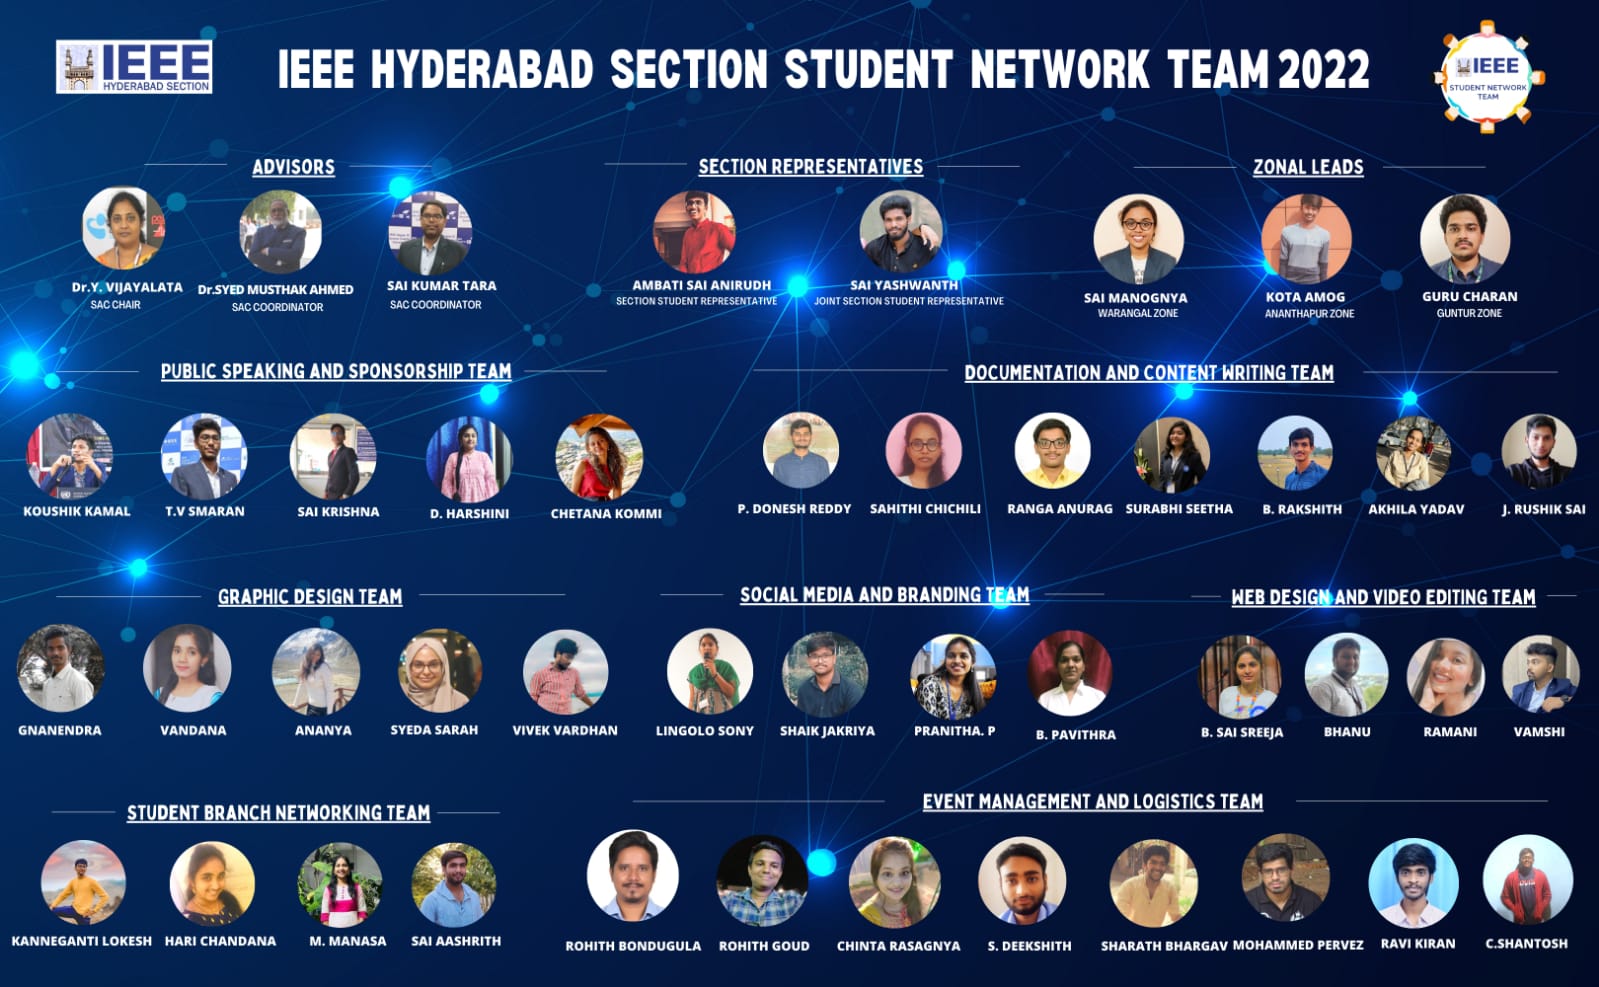 IEEE
HYDERABAD SECTION
IEEE HYDERABAD SECTION STUDENT NETWORK TEAM 2022
IEEE
STUDENT NETWORK
TEAM
ADVISORS
Dr.Y. VIJAYALATA
SAC CHAIR
Dr.SYED MUSTHAK AHMED
SAC COORDINATOR
SAI KUMAR TARA
SAC COORDINATOR
SECTION REPRESENTATIVES
AMBATI SAI ANIRUDH
SECTION STUDENT REPRESENTATIVE
SAI YASHWANTH
JOINT SECTION STUDENT REPRESENTATIVE
ZONAL LEADS
SAI MANOGNYA
WARANGAL ZONE
KOTA AMOG
ANANTHAPUR ZONE
GURU CHARAN
GUNTUR ZONE
PUBLIC SPEAKING AND SPONSORSHIP TEAM
KOUSHIK KAMAL
T.V SMARAN
SAI KRISHNA
D. HARSHINI
CHETANA KOMMI
DOCUMENTATION AND CONTENT WRITING TEAM
P. DONESH REDDY
SAHITHI CHICHILI
RANGA ANURAG
SURABHI SEETHA
B. RAKSHITH
AKHILA YADAV
J. RUSHIK SAI
GRAPHIC DESIGN TEAM
GNANENDRA
VANDANA
ANANYA
SYEDA SARAH
VIVEK VARDHAN
SOCIAL MEDIA AND BRANDING TEAM
LINGOLO SONY
SHAIK JAKRIYA
PRANITHA. P
B. PAVITHRA
WEB DESIGN AND VIDEO EDITING TEAM
B. SAI SREEJA
BHANU
RAMANI
VAMSHI
STUDENT BRANCH NETWORKING TEAM
KANNEGANTI LOKESH
HARI CHANDANA
M. MANASA
SAI AASHRITH
EVENT MANAGEMENT AND LOGISTICS TEAM
ROHITH BONDUGULA
ROHITH GOUD
CHINTA RASAGNYA
S. DEEKSHITH
SHARATH BHARGAV
MOHAMMED PERVEZ
RAVI KIRAN
C.SHANTOSH